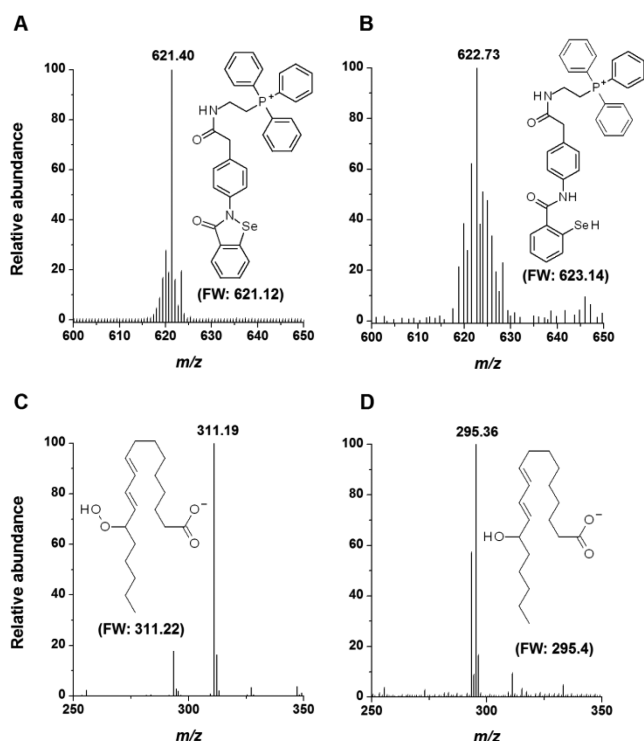 A
B
621.40
622.73
Relative abundance
100
80
60
40
20
0
600 610 620 630 640 650
m/z
HN
P+
O
N
O
Se
(FW: 621.12)
100
80
60
40
20
0
600 610 620 630 640 650
m/z
HN
P+
O
NH
O
SeH
(FW: 623.14)
C
D
311.19
295.36
Relative abundance
100
80
60
40
20
0
250 300 350
m/z
HO
O
O−
O
(FW: 311.22)
100
80
60
40
20
0
250 300 350
m/z
HO
O−
O
(FW: 295.4)